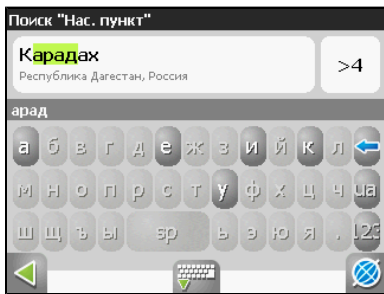 Поиск "Нас. пункт"
Карадах
>4
Республика Дагестан, Россия
арад
а б в г д е ж з и й к л
м н о п р с т у ф х ц ч ua
ш щ ъ ы sp ь э ю я . 123